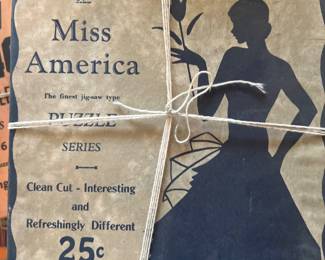 Miss
America
The finest jig-saw type
PUZZLE
SERIES
Clean Cut - Interesting
and
Refreshingly Different
25c